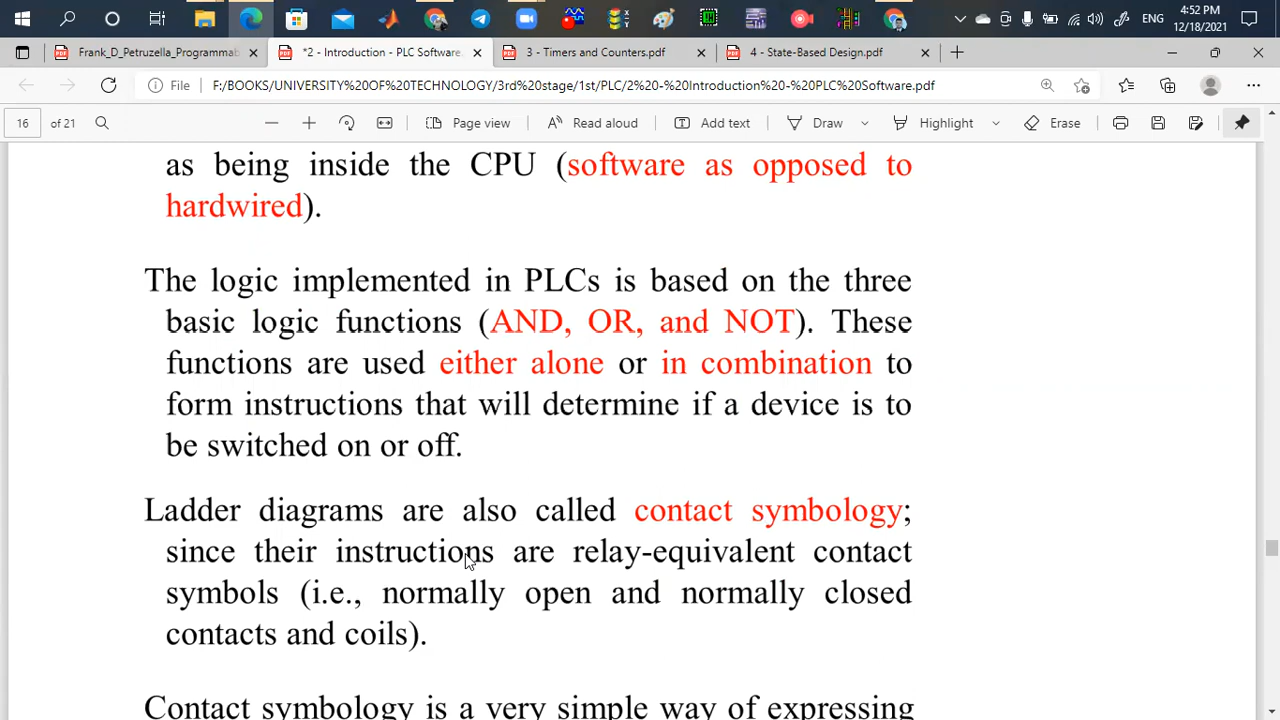 ENG
4:52 PM
12/18/2021
Frank_D_Petruzella_Programmab
*2 - Introduction - PLC Software.
3 - Timers and Counters.pdf
4 - State-Based Design.pdf
File
F:/BOOKS/UNIVERSITY%20OF%20TECHNOLOGY/3rd%20stage/1st/PLC/2%20-%20Introduction%20-%20PLC%20Software.pdf
16 of 21
Page view
Read aloud
Add text
Draw
Highlight
Erase
as being inside the CPU (software as opposed to
hardwired).
The logic implemented in PLCs is based on the three
basic logic functions (AND, OR, and NOT). These
functions are used either alone or in combination to
form instructions that will determine if a device is to
be switched on or off.
Ladder diagrams are also called contact symbology;
since their instructions are relay-equivalent contact
symbols (i.e., normally open and normally closed
contacts and coils).
Contact symbology is a very simple way of expressing